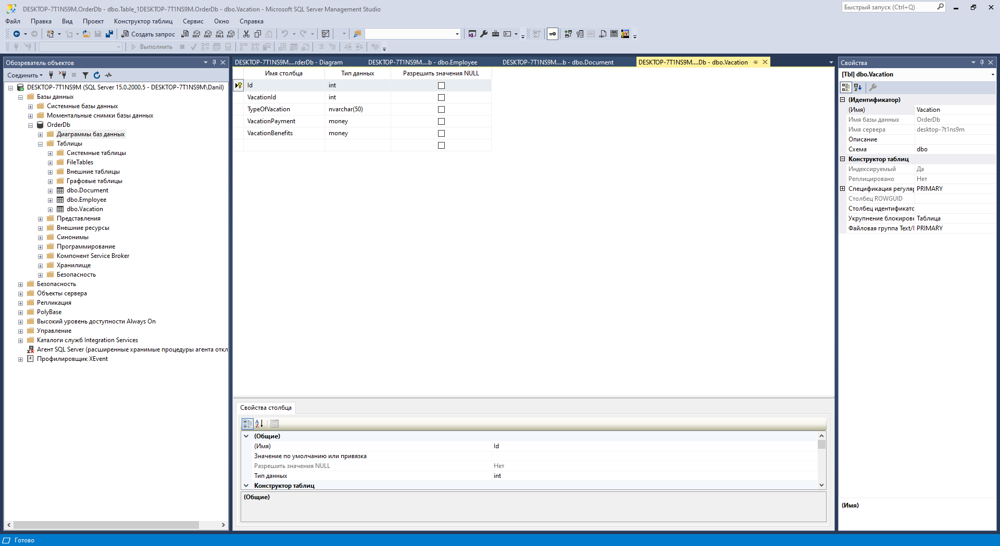 DESKTOP-7T1NS9M.OrderDb - dbo.Table_1DESKTOP-7T1NS9M.OrderDb - dbo.Vacation - Microsoft SQL Server Management Studio
Быстрый запуск (Ctrl+Q)
Файл Правка Вид Проект Конструктор таблиц Сервис Окно Справка
Создать запрос MDX DMX XMLA DAX
Выполнить
Обозреватель объектов
Соединить
DESKTOP-7T1NS9M (SQL Server 15.0.2000.5 - DESKTOP-7T1NS9M\Danil)
Базы данных
Системные базы данных
Моментальные снимки базы данных
OrderDb
Диаграммы баз данных
Таблицы
Системные таблицы
FileTables
Внешние таблицы
Графовые таблицы
dbo.Document
dbo.Employee
dbo.Vacation
Представления
Внешние ресурсы
Синонимы
Программирование
Компонент Service Broker
Хранилище
Безопасность
Безопасность
Объекты сервера
Репликация
PolyBase
Высокий уровень доступности Always On
Управление
Каталоги служб Integration Services
Агент SQL Server (расширенные хранимые процедуры агента откл
Профилировщик XEvent
DESKTOP-7T1NS9M....rderDb - Diagram DESKTOP-7T1NS9M....b - dbo.Employee DESKTOP-7T1NS9M....b - dbo.Document DESKTOP-7T1NS9M....Db - dbo.Vacation
Имя столбца Тип данных Разрешить значения NULL
Id int
VacationId int
TypeOfVacation nvarchar(50)
VacationPayment money
VacationBenefits money
Свойства столбца
(Общие)
(Имя) Id
Значение по умолчанию или привязка
Разрешить значения NULL Нет
Тип данных int
Конструктор таблиц
(Общие)
Свойства
[Tbl] dbo.Vacation
(Идентификатор)
(Имя) Vacation
Имя базы данных OrderDb
Имя сервера desktop-7t1ns9m
Описание
Схема dbo
Конструктор таблиц
Индексируемый Да
Реплицировано Нет
Спецификация регуляр PRIMARY
Столбец ROWGUID
Столбец идентификатс
Укрупнение блокировк Таблица
Файловая группа Text/I PRIMARY
(Имя)
Готово